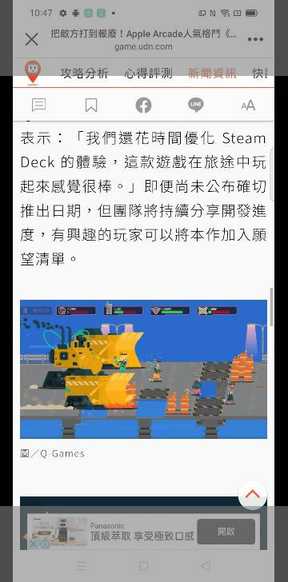 10:47
把敵方打到報廢！Apple Arcade人氣格鬥《...
game.udn.com
攻略分析 心得評測 新聞資訊 快
AA
表示：「我們還花時間優化 Steam
Deck 的體驗，這款遊戲在旅途中玩
起來感覺很棒。」即便尚未公布確切
推出日期，但團隊將持續分享開發進
度，有興趣的玩家可以將本作加入願
望清單。
圖／Q-Games
Panasonic
頂級萃取 享受極致口感
開啟